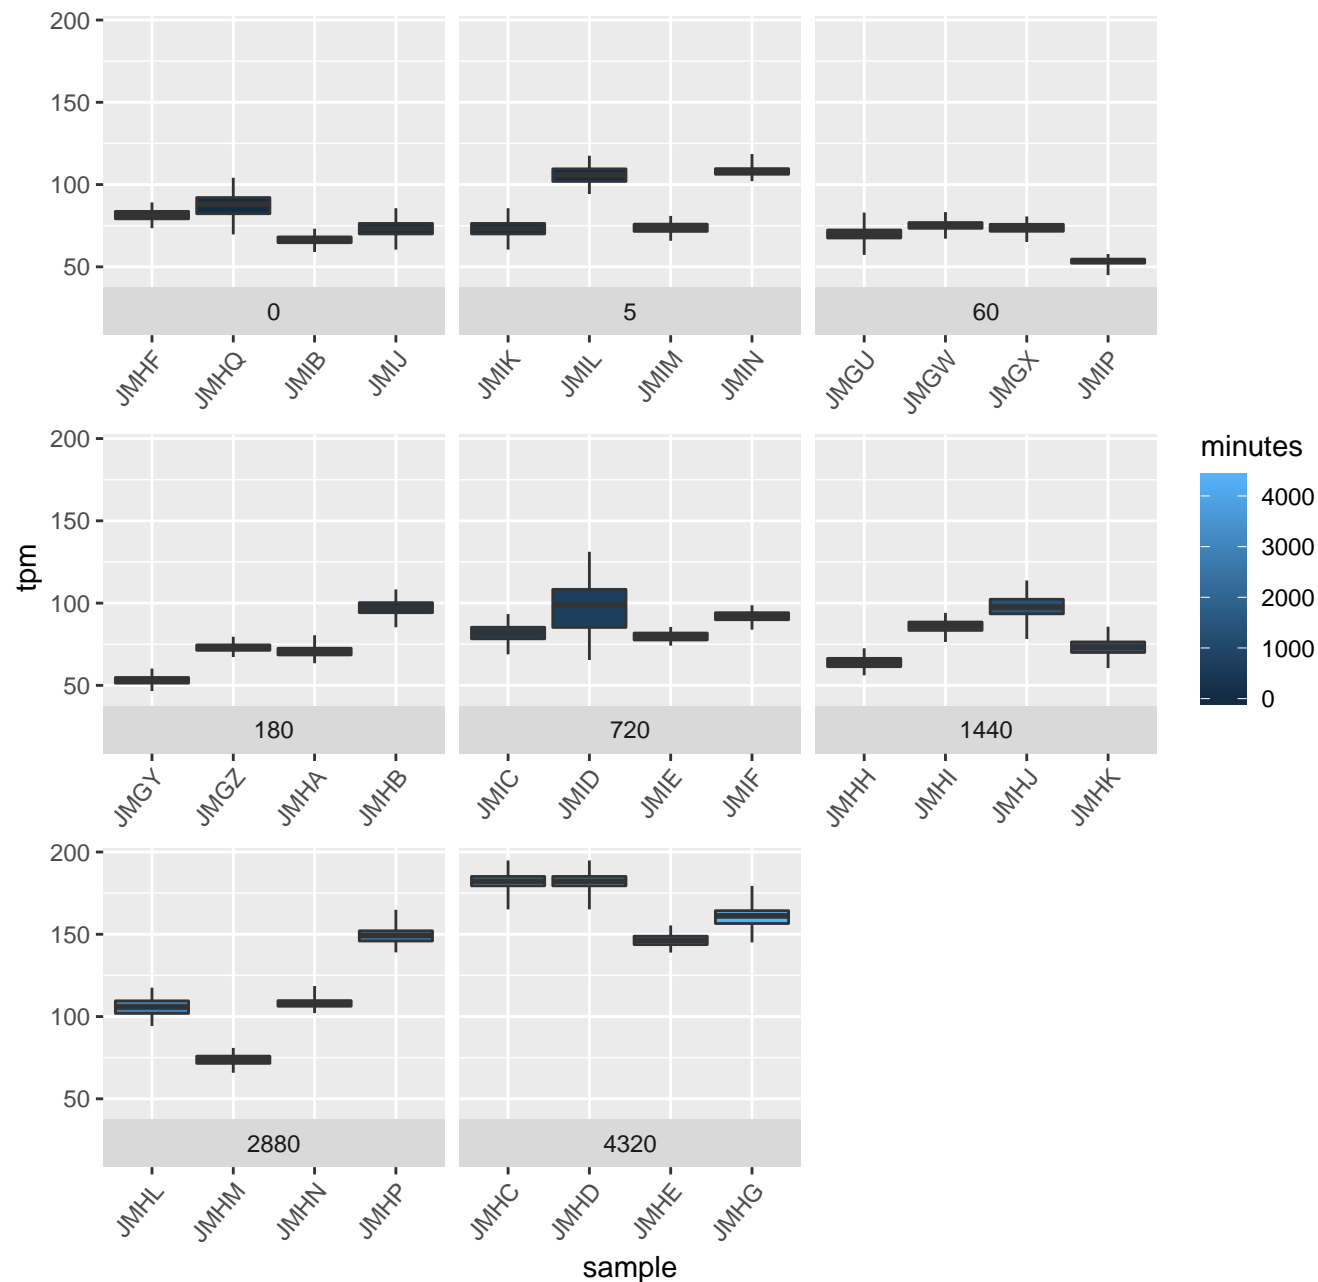 200
150
100
50
0
5
60
JMHF
JMHQ
JMIB
JMIJ
JMIK
JMIL
JMIM
JMIN
JMGU
JMGW
JMGX
JMIP
200
150
100
50
180
720
1440
JMGY
JMGZ
JMHA
JMHB
JMIC
JMID
JMIE
JMIF
JMHH
JMHI
JMHJ
JMHK
200
150
100
50
2880
4320
JMHL
JMHM
JMHN
JMHP
JMHC
JMHD
JMHE
JMHG
tpm
sample
minutes
4000
3000
2000
1000
0